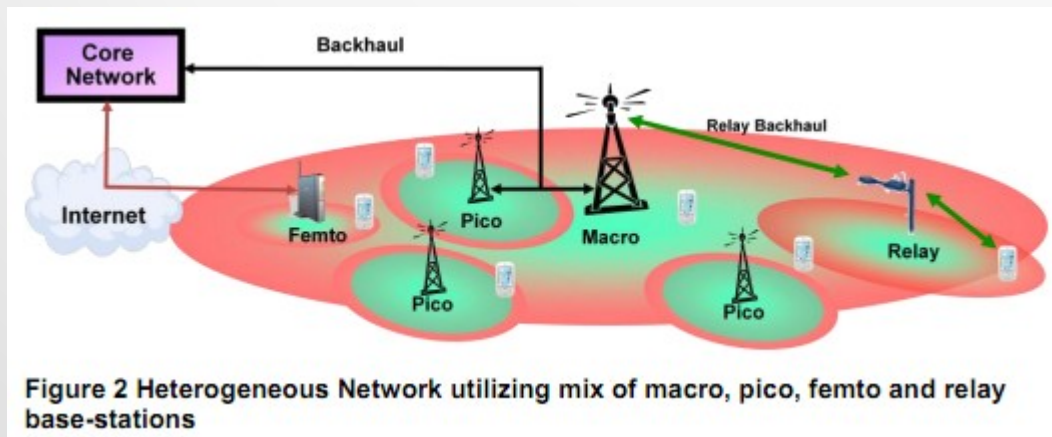 Backhaul
Core
Network
Relay Backhaul
Internet
Femto
Pico
Macro
Relay
Pico
Pico
Figure 2 Heterogeneous Network utilizing mix of macro, pico, femto and relay
base-stations